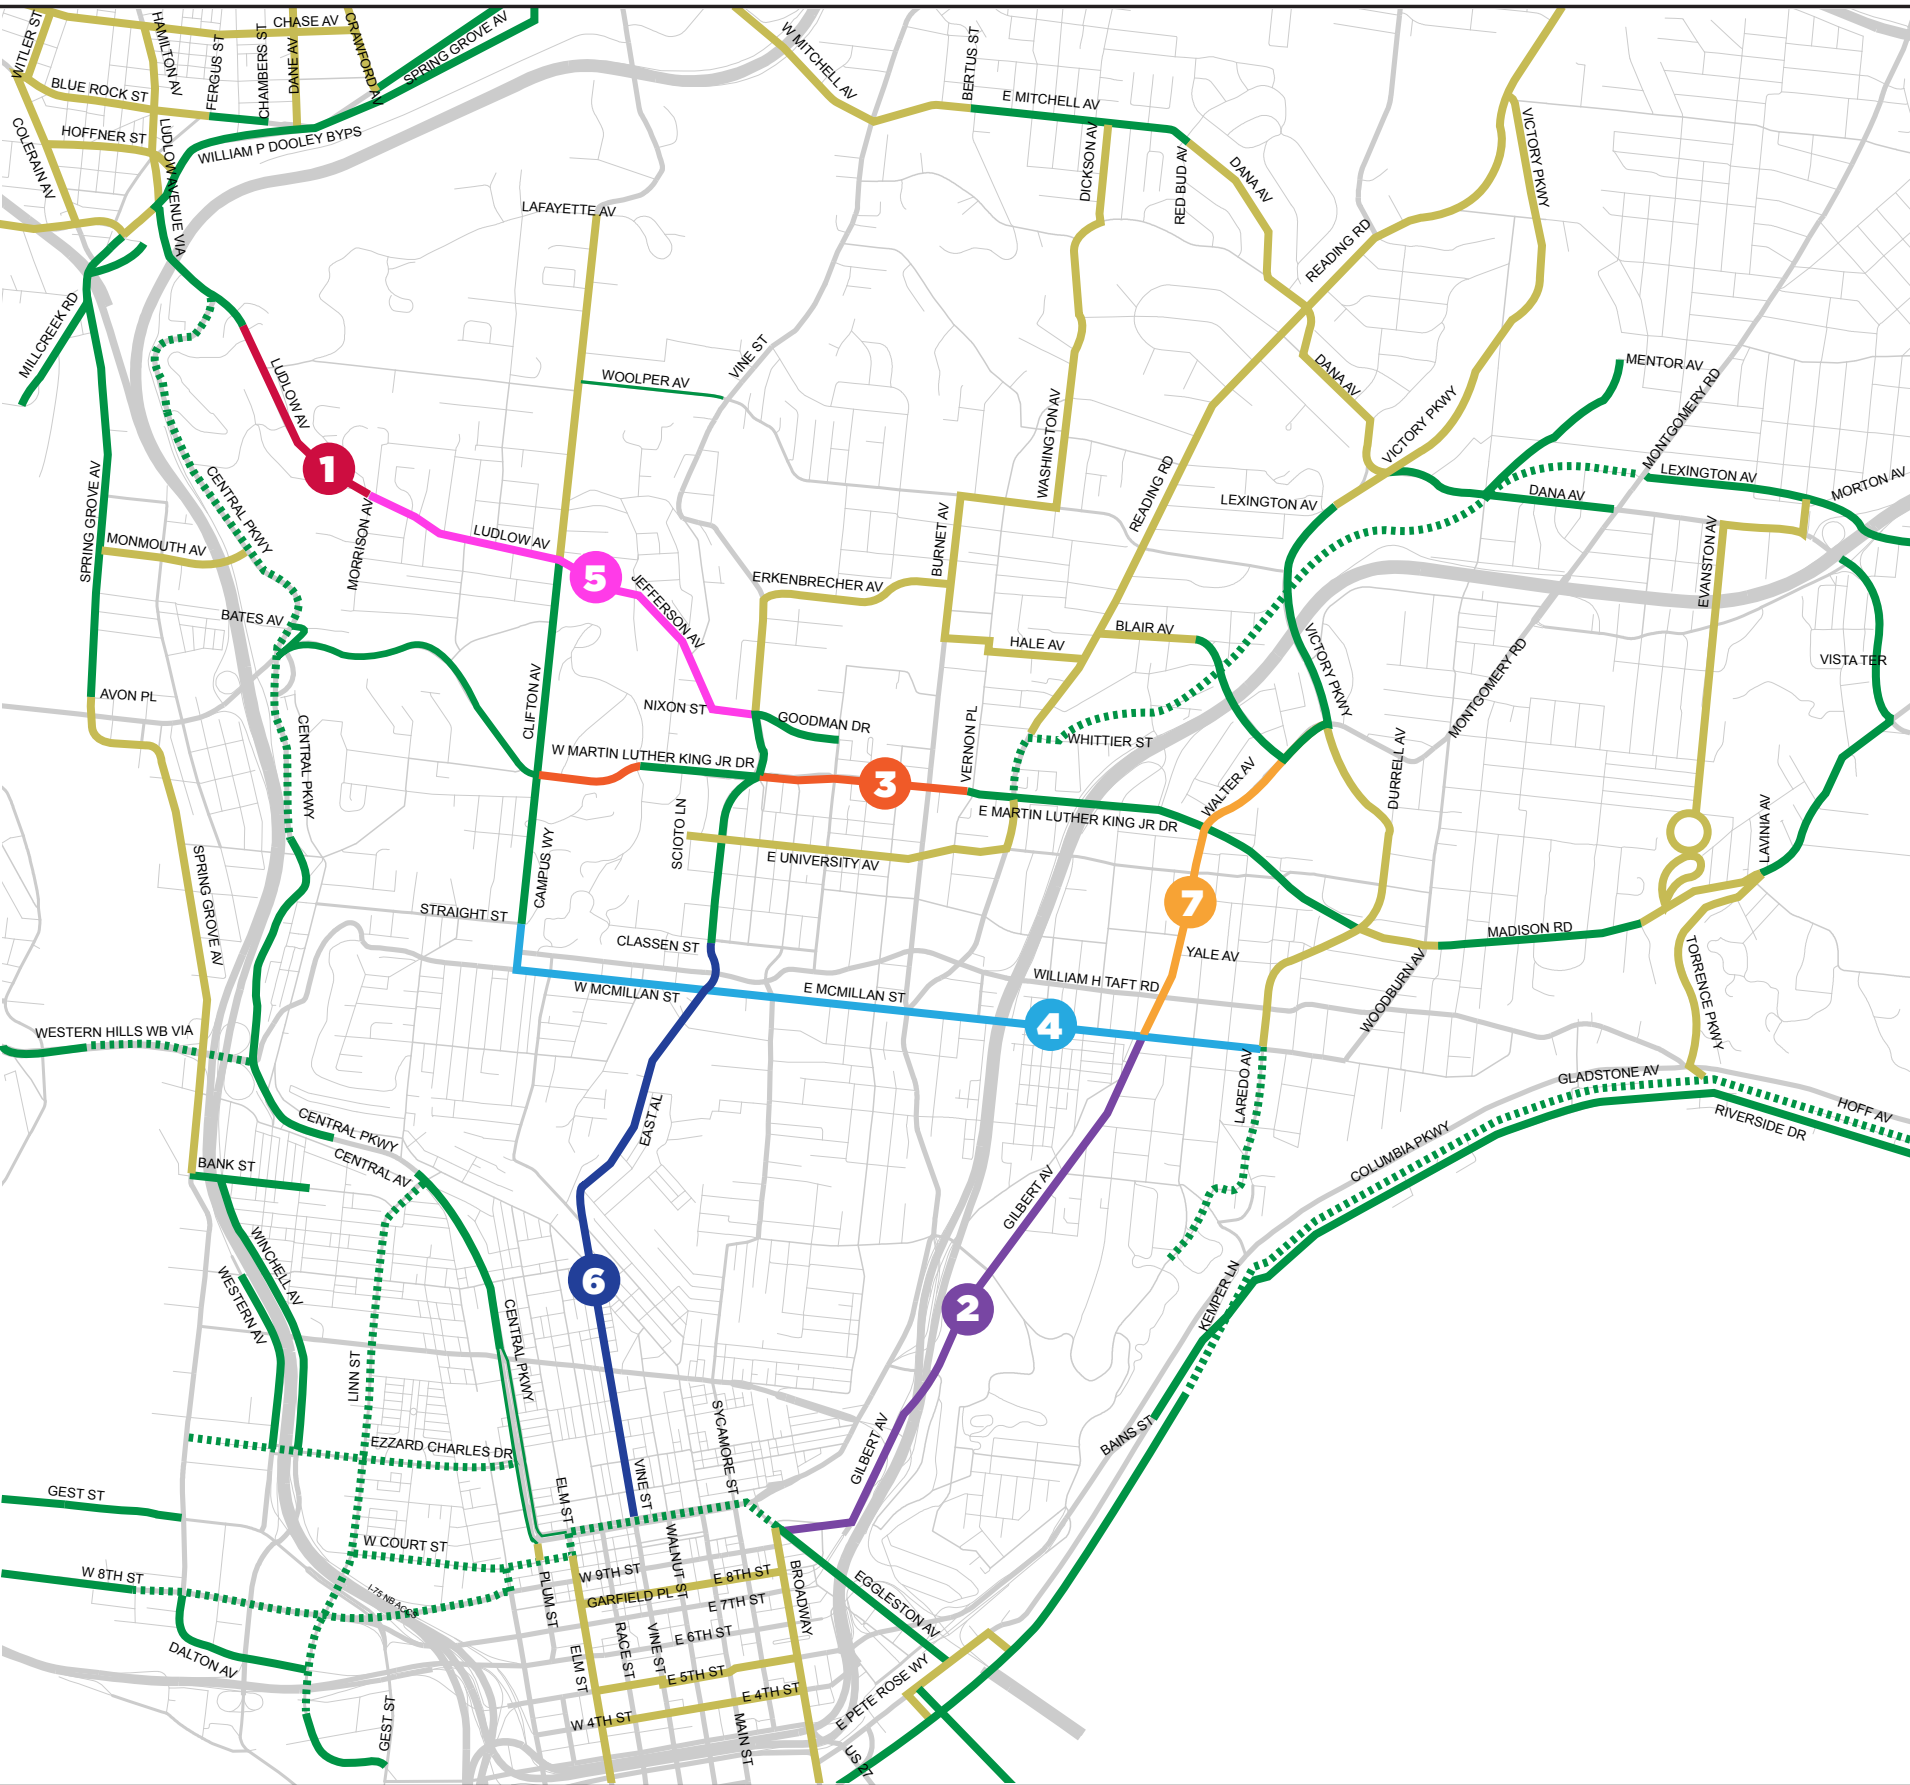 CHASE AV
WITLER ST
HAMILTON AV
FERGUS ST
CHAMBERS ST
DANE AV
CRAWFORD AV
SPRING GROVE AV
W MITCHELL AV
BERTUS ST
E MITCHELL AV
BLUE ROCK ST
HOFFNER ST
COLERAIN AV
LUDLOW AVENUE VIA
WILLIAM P DOOLEY BYPS
DICKSON AV
RED BUD AV
DANA AV
VICTORY PKWY
LAFAYETTE AV
READING RD
MILLCREEK RD
LUDLOW AV
WOOLPER AV
VINE ST
DANA AV
MENTOR AV
MONTGOMERY RD
WASHINGTON AV
VICTORY PKWY
1
CENTRAL PKWY
SPRING GROVE AV
MORRISON AV
LUDLOW AV
READING RD
LEXINGTON AV
LEXINGTON AV
DANA AV
MORTON AV
MONMOUTH AV
5
JEFFERSON AV
ERKENBRECHER AV
BURNET AV
EVANSTON AV
BATES AV
HALE AV
BLAIR AV
VICTORY PKWY
MONTGOMERY RD
VISTA TER
AVON PL
CENTRAL PKWY
CLIFTON AV
NIXON ST
GOODMAN DR
VERNON PL
WHITTIER ST
W MARTIN LUTHER KING JR DR
3
WALTER AV
DURRELL AV
E MARTIN LUTHER KING JR DR
SCIOTO LN
E UNIVERSITY AV
LAVINIA AV
SPRING GROVE AV
CAMPUS WY
STRAIGHT ST
7
CLASSEN ST
YALE AV
MADISON RD
WOODBURN AV
TORRENCE PKWY
W MCMILLAN ST
E MCMILLAN ST
WILLIAM H TAFT RD
4
WESTERN HILLS WB VIA
LAREDO AV
GLADSTONE AV
HOFF AV
RIVERSIDE DR
CENTRAL PKWY
CENTRAL AV
EAST AL
BANK ST
COLUMBIA PKWY
GILBERT AV
WINCHELL AV
WESTERN AV
6
2
KEMPER LN
CENTRAL PKWY
LINN ST
SYCAMORE ST
GILBERT AV
BAINS ST
EZZARD CHARLES DR
GEST ST
ELM ST
VINE ST
W COURT ST
WALNUT ST
W 9TH ST
E 8TH ST
BROADWAY
EGGLESTON AV
W 8TH ST
I-75 NB ACCS
PLUM ST
GARFIELD PL
E 7TH ST
RACE ST
VINE ST
E 6TH ST
DALTON AV
ELM ST
E 5TH ST
E PETE ROSE WY
E 4TH ST
W 4TH ST
GEST ST
MAIN ST
US 27